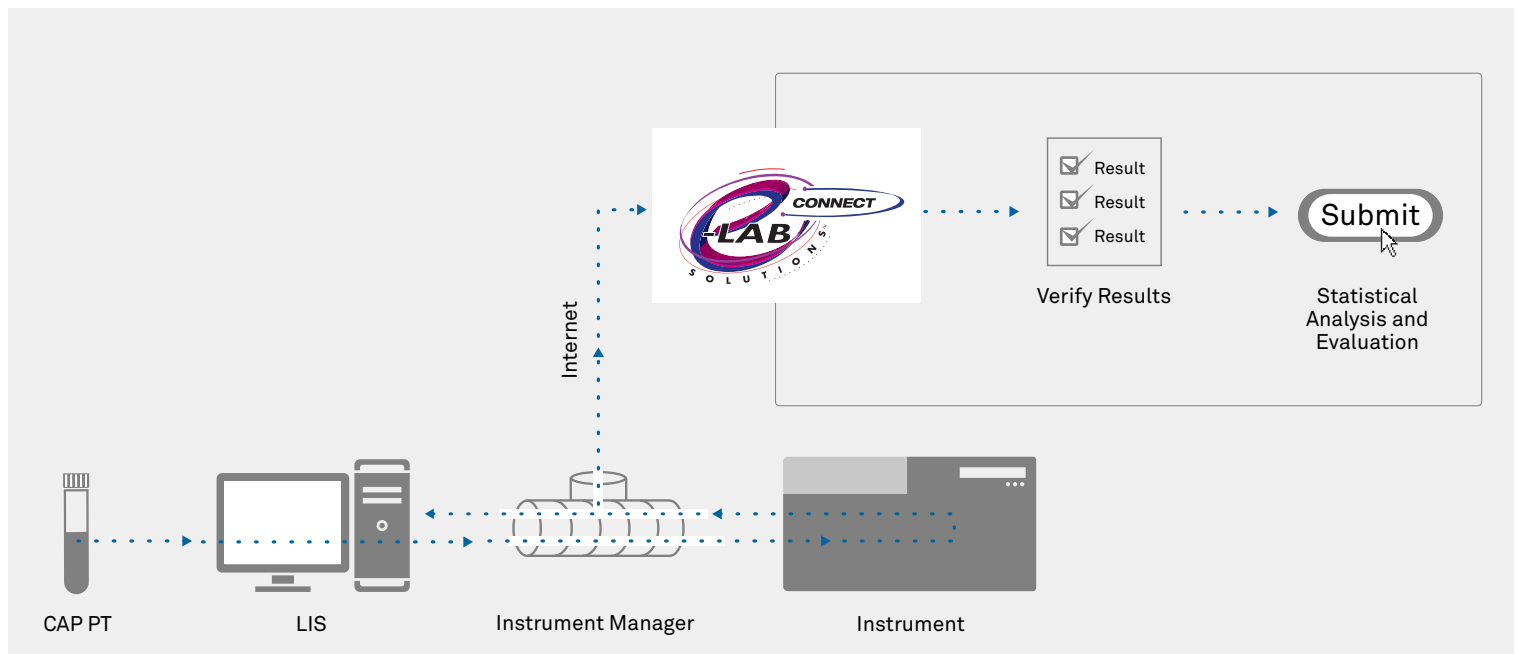 CONNECT
-LAB
SOLUTIONS
Result
Result
Result
Submit
Verify Results
Statistical
Analysis and
Evaluation
Internet
CAP PT
LIS
Instrument Manager
Instrument